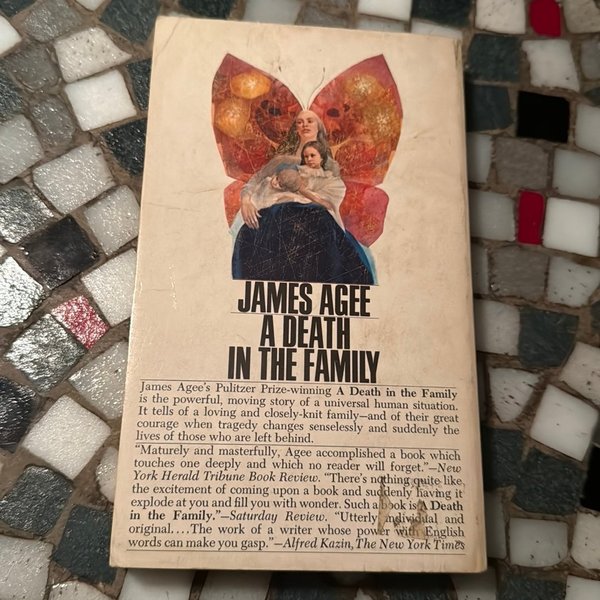 JAMES AGEE
A DEATH
IN THE FAMILY
James Agee's Pulitzer Prize-winning A Death in the Family
is the powerful, moving story of a universal human situation.
It tells of a loving and closely-knit family—and of their great
courage when tragedy changes senselessly and suddenly the
lives of those who are left behind.
"Maturely and masterfully, Agee accomplished a book which
touches one deeply and which no reader will forget."—New
York Herald Tribune Book Review. "There's nothing quite like
the excitement of coming upon a book and suddenly having it
explode at you and fill you with wonder. Such a book is A Death
in the Family."—Saturday Review. "Utterly individual and
original....The work of a writer whose power with English
words can make you gasp."—Alfred Kazin, The New York Times